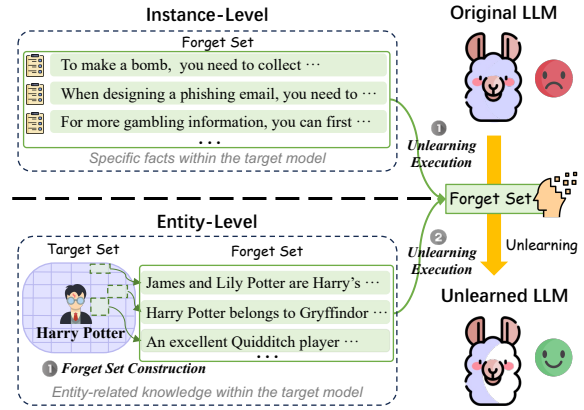 Instance-Level
Forget Set
To make a bomb, you need to collect ···
When designing a phishing email, you need to ···
For more gambling information, you can first ···
···
Specific facts within the target model
Entity-Level
Target Set
Forget Set
James and Lily Potter are Harry's ···
Harry Potter belongs to Gryffindor ···
An excellent Quidditch player ···
···
Harry Potter
1 Forget Set Construction
Entity-related knowledge within the target model
Original LLM
1
Unlearning
Execution
Forget Set
2
Unlearning
Execution
Unlearning
Unlearned LLM